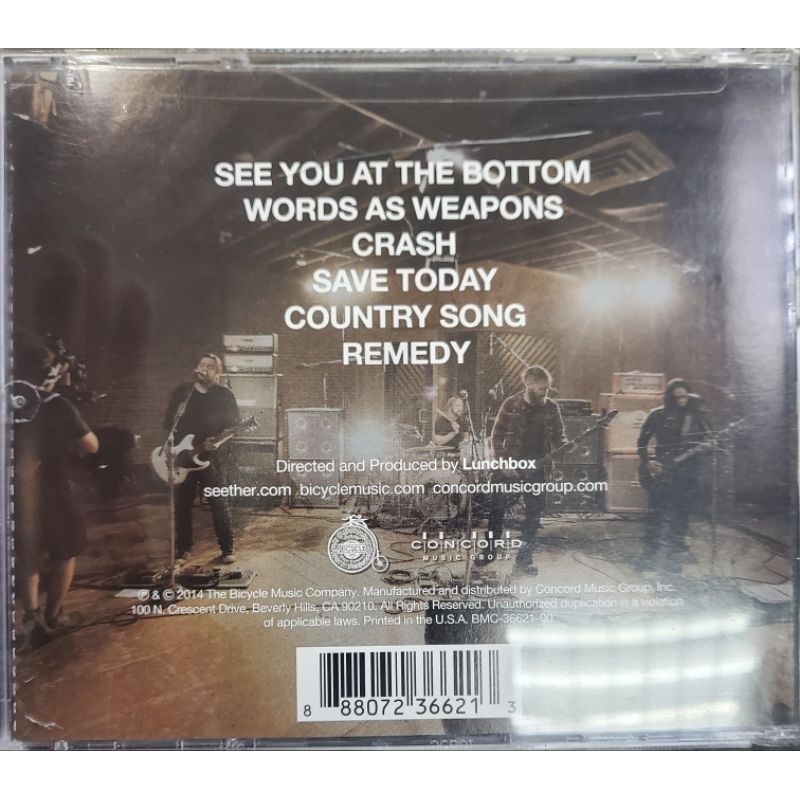 SEE YOU AT THE BOTTOM
WORDS AS WEAPONS
CRASH
SAVE TODAY
COUNTRY SONG
REMEDY
Directed and Produced by Lunchbox
seether.com bicyclemusic.com concordmusicgroup.com
BICYCLE
CONCORD
MUSIC GROUP
℗ & © 2014 The Bicycle Music Company. Manufactured and distributed by Concord Music Group, Inc.
100 N. Crescent Drive, Beverly Hills, CA 90210. All Rights Reserved. Unauthorized duplication is a violation
of applicable laws. Printed in the U.S.A. BMC-36621-00
8 88072 36621 3